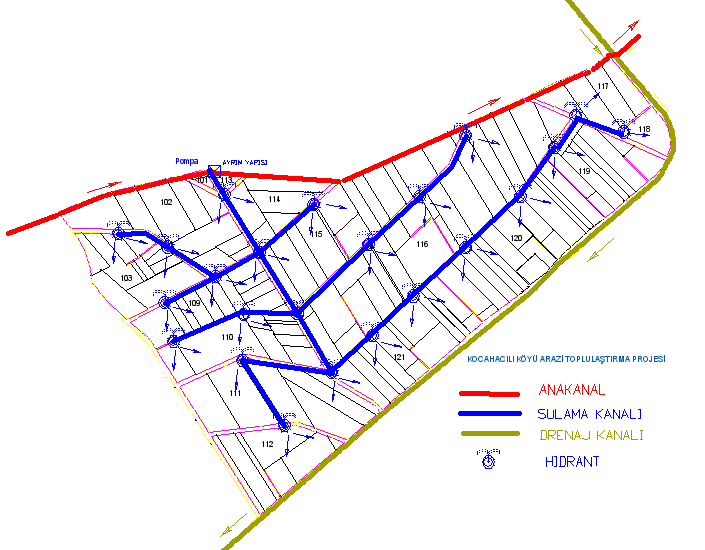 117
118
Pompa
AYRIM YAPISI
119
101
113
102
114
115
120
116
103
109
110
121
KOCAHACILI KÖYÜ ARAZİ TOPLULAŞTIRMA PROJESİ
111
ANAKANAL
SULAMA KANALI
DRENAJ KANALI
112
HİDRANT